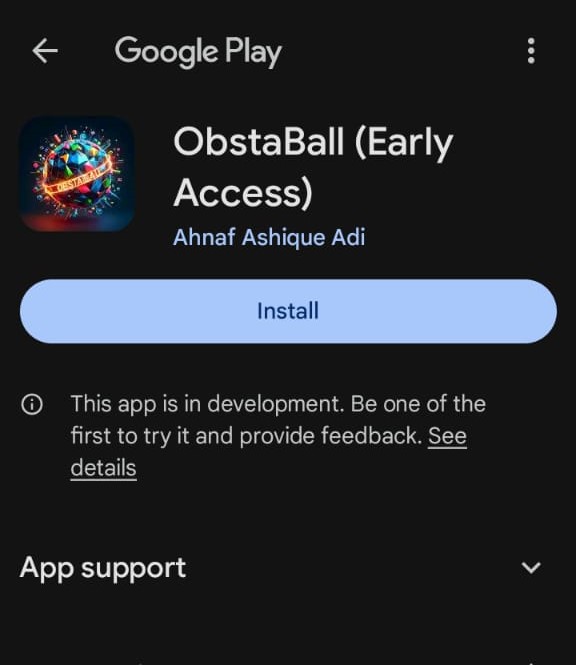 Google Play
OBSTABALL
ObstaBall (Early
Access)
Ahnaf Ashique Adi
Install
This app is in development. Be one of the
first to try it and provide feedback. See
details
App support